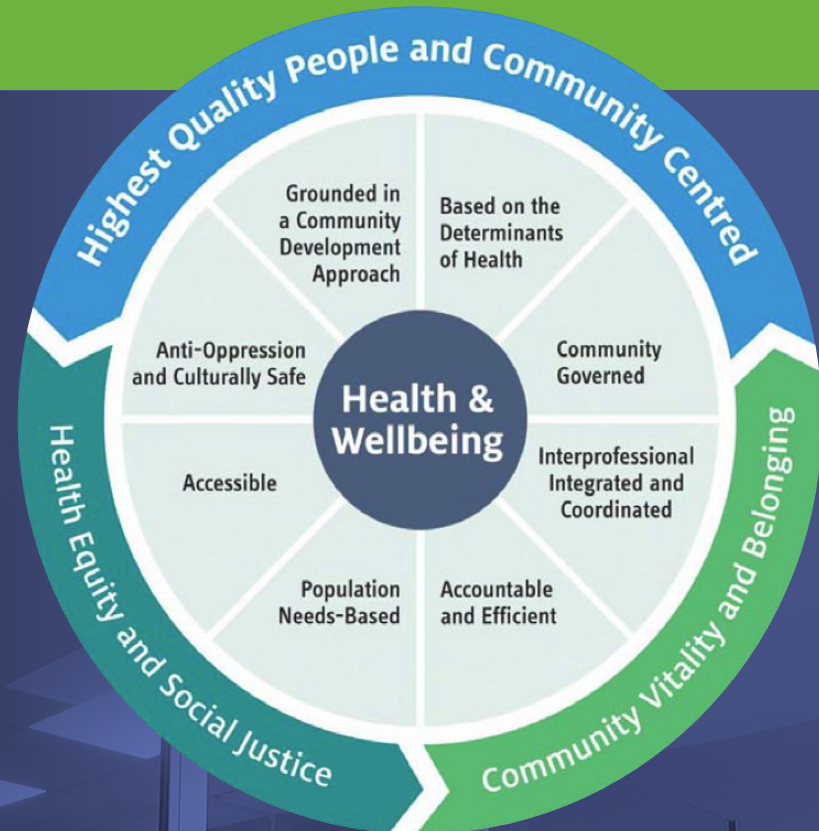 Highest Quality People and Community Centred
Grounded in
a Community
Development
Approach
Based on the
Determinants
of Health
Anti-Oppression
and Culturally Safe
Community
Governed
Health &
Wellbeing
Accessible
Interprofessional
Integrated and
Coordinated
Population
Needs-Based
Accountable
and Efficient
Health Equity and Social Justice
Community Vitality and Belonging